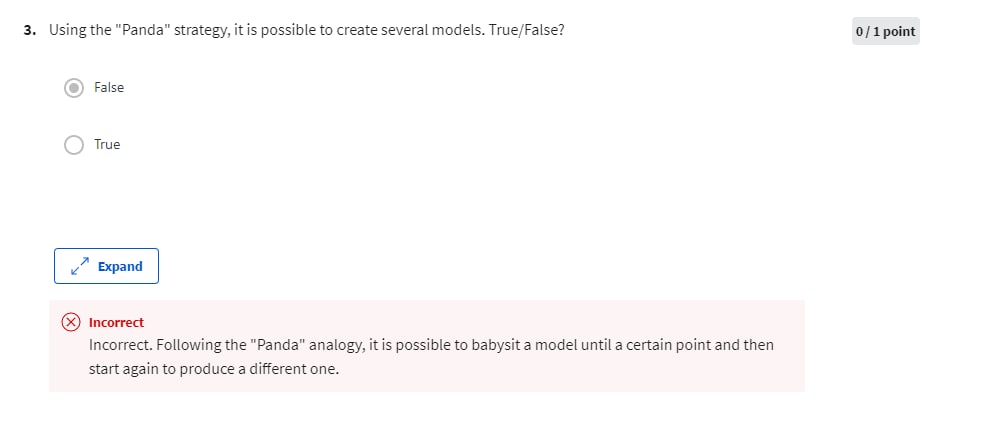 3. Using the "Panda" strategy, it is possible to create several models. True/False?
0 / 1 point
False
True
Expand
Incorrect
Incorrect. Following the "Panda" analogy, it is possible to babysit a model until a certain point and then
start again to produce a different one.